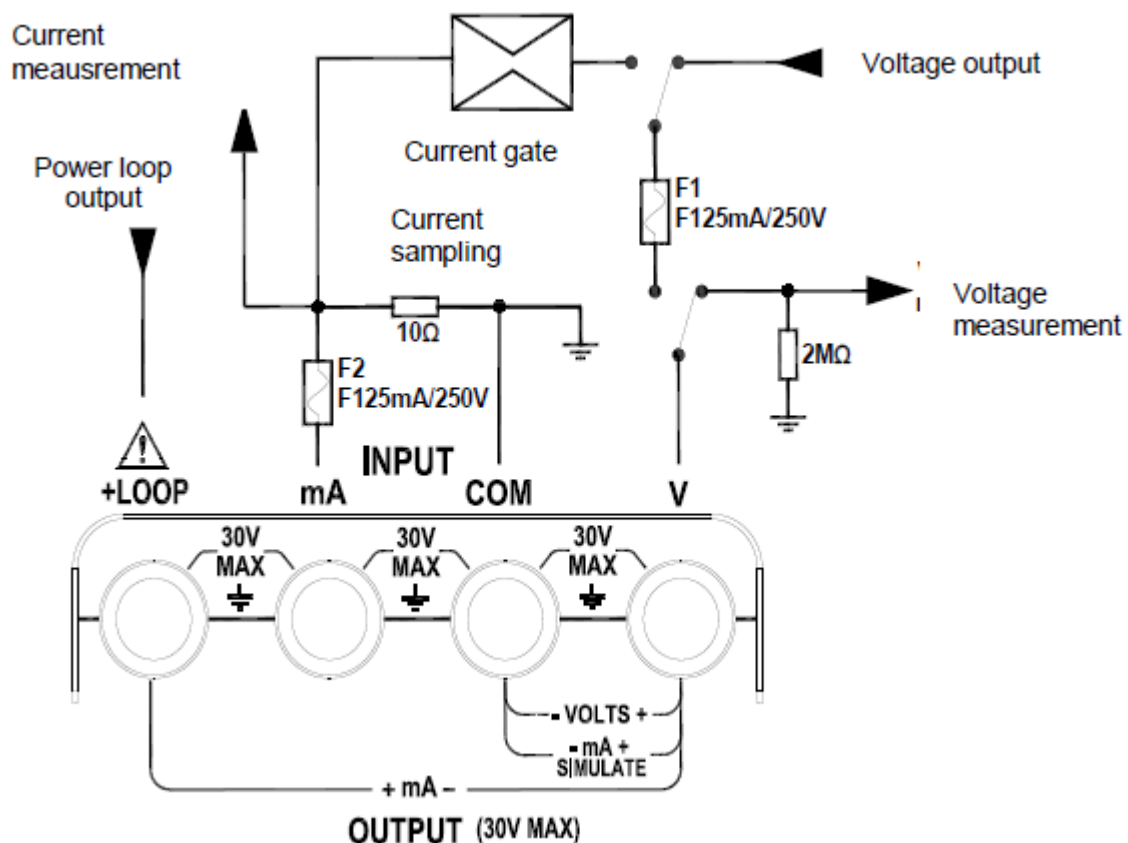 Current
meausrement
Voltage output
Current gate
Power loop
output
F1
F125mA/250V
Current
sampling
10Ω
Voltage
measurement
2MΩ
F2
F125mA/250V
INPUT
+LOOP
mA
COM
V
30V
MAX
30V
MAX
30V
MAX
- VOLTS +
- mA +
SIMULATE
+ mA -
OUTPUT (30V MAX)